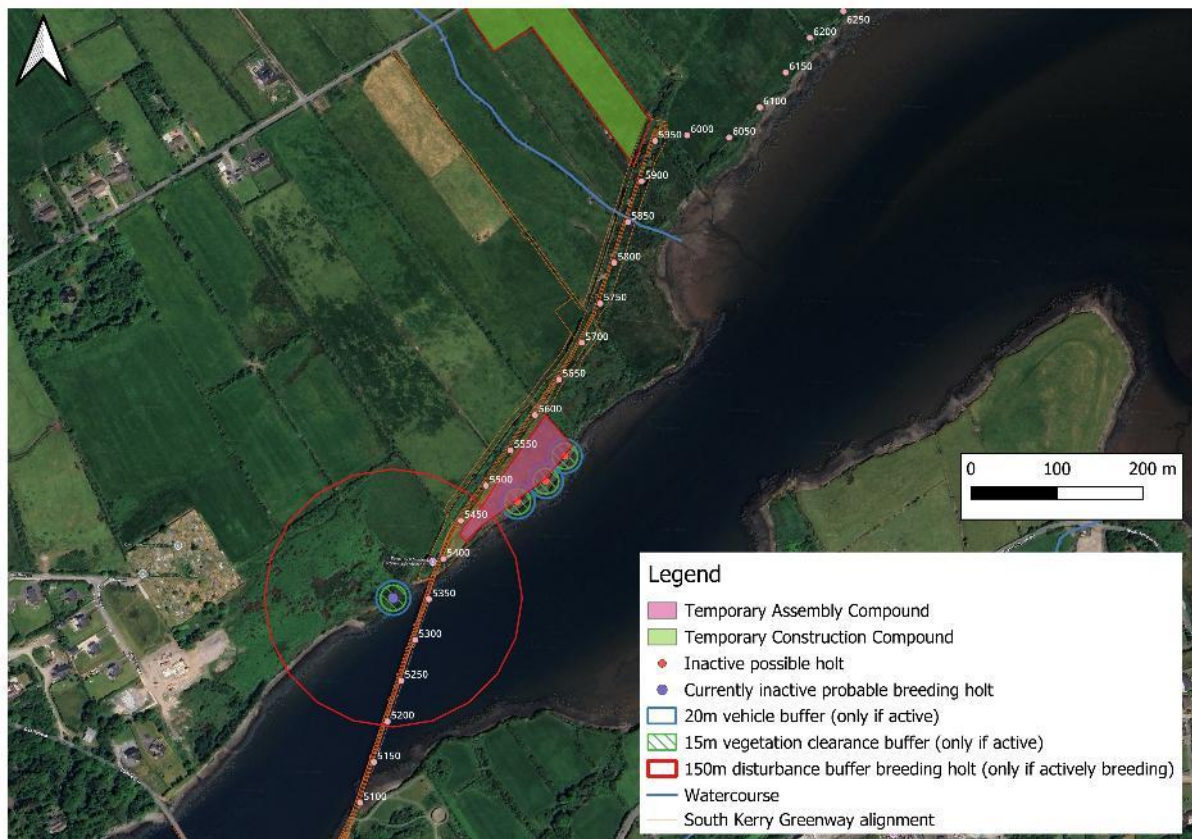 6250
6200
6150
6100
6050
6000
5950
5900
5850
5800
5750
5700
5650
5600
5550
5500
5450
5400
5350
5300
5250
5200
5150
5100
0 100 200 m
Legend
Temporary Assembly Compound
Temporary Construction Compound
Inactive possible holt
Currently inactive probable breeding holt
20m vehicle buffer (only if active)
15m vegetation clearance buffer (only if active)
150m disturbance buffer breeding holt (only if actively breeding)
Watercourse
South Kerry Greenway alignment